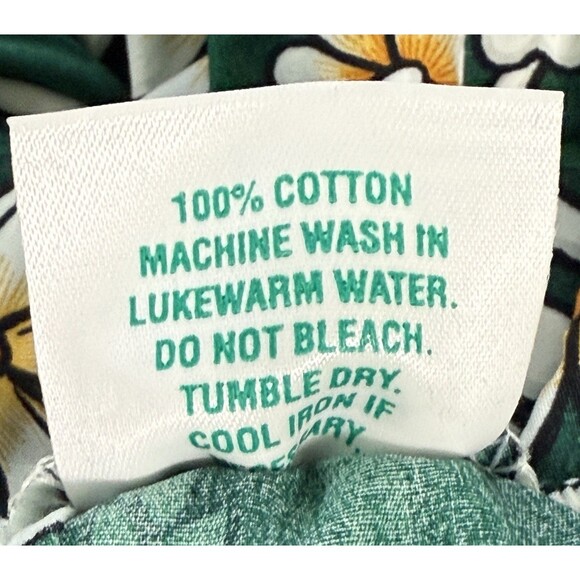 100% COTTON
MACHINE WASH IN
LUKEWARM WATER.
DO NOT BLEACH.
TUMBLE DRY.
COOL IRON IF